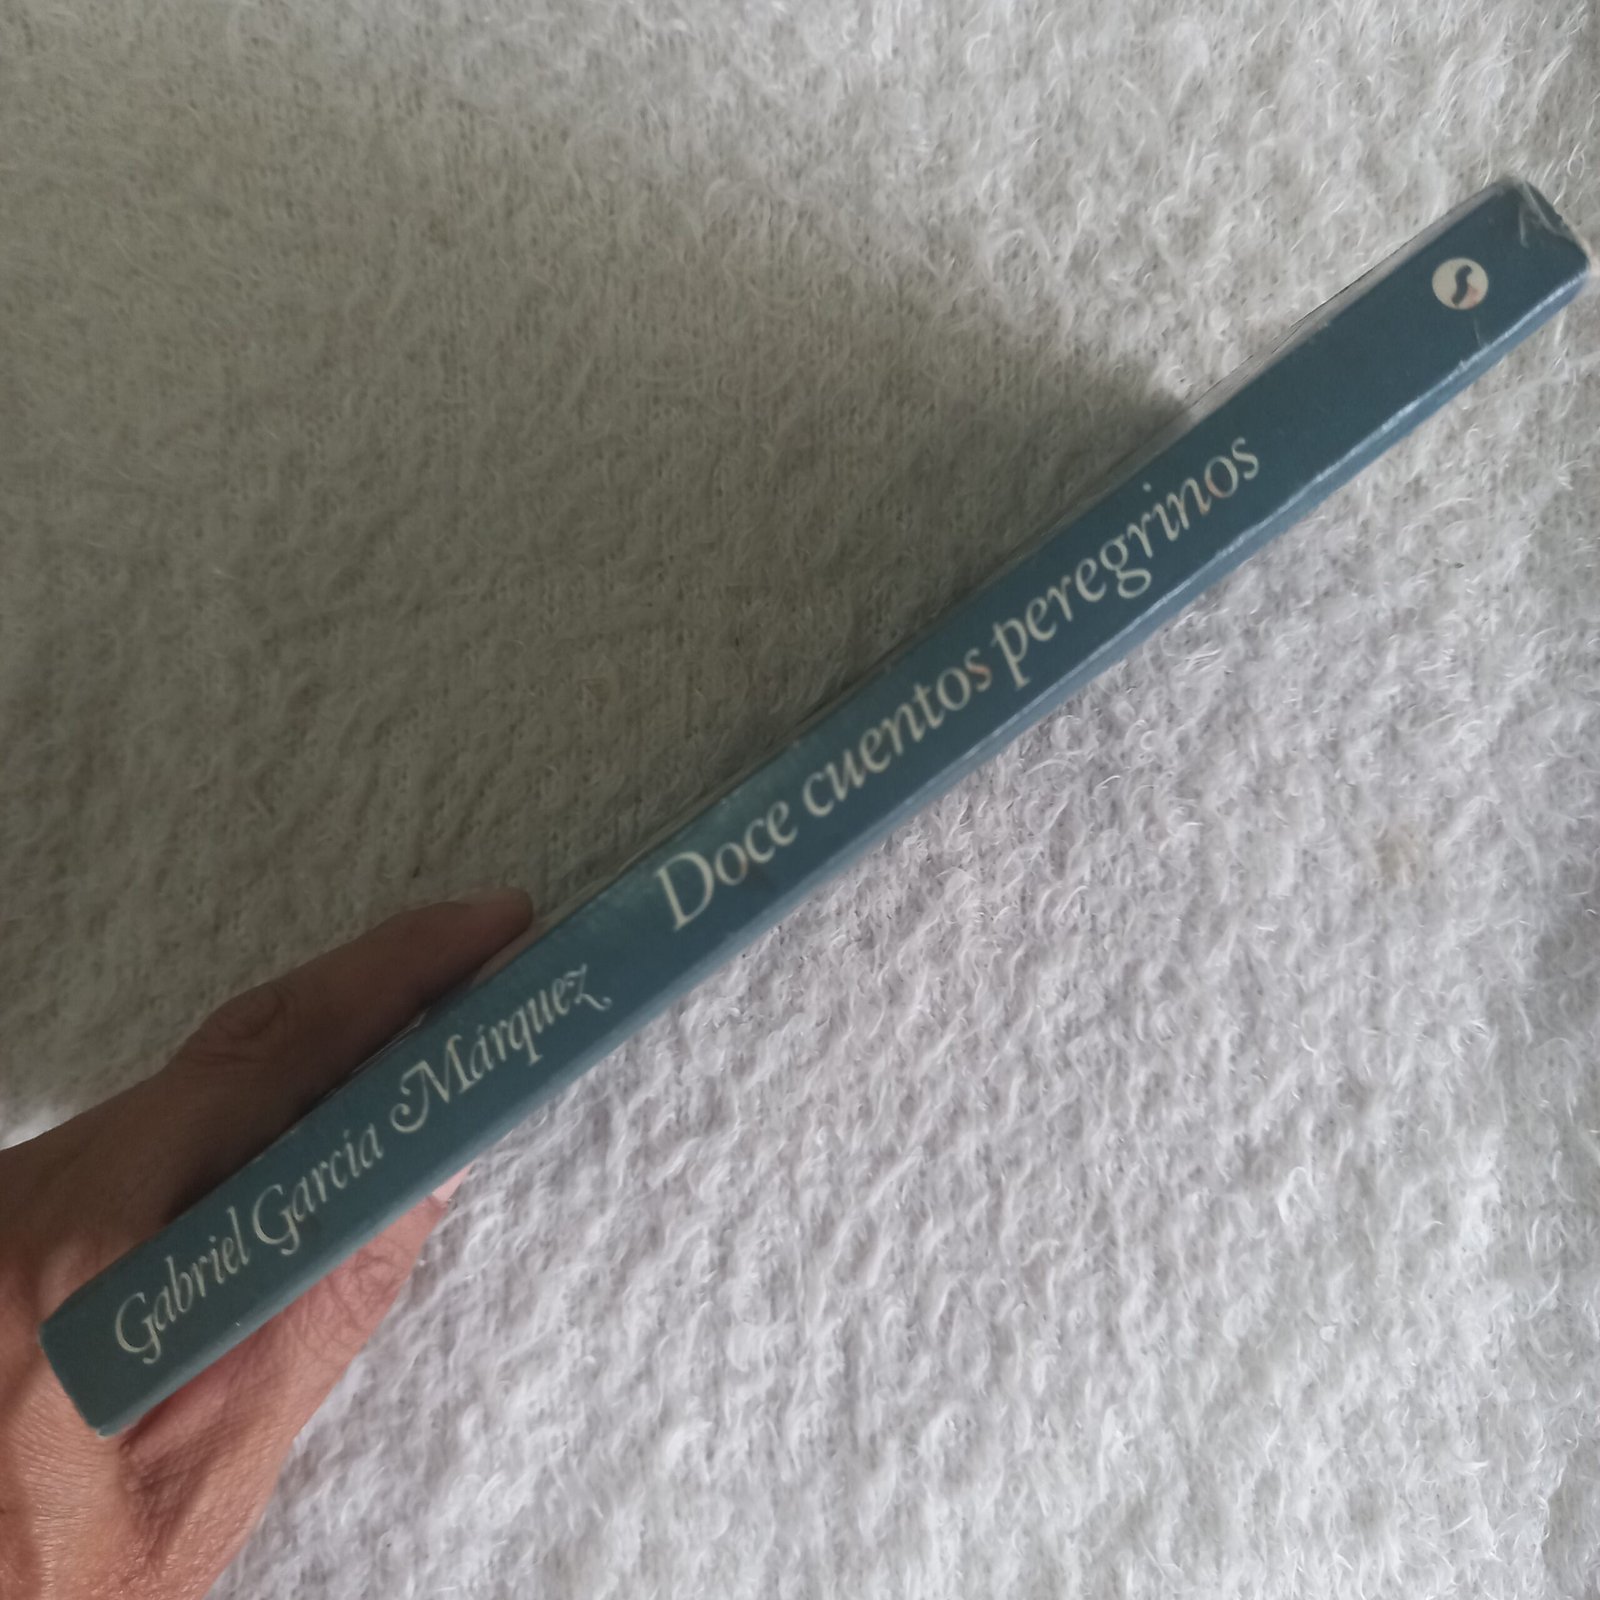 Gabriel García Márquez Doce cuentos peregrinos